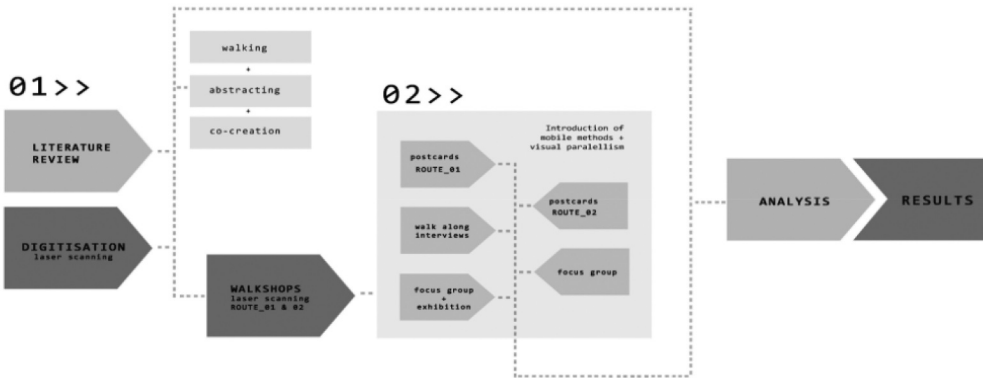 01>>
LITERATURE
REVIEW
DIGITISATION
laser scanning
walking
+
abstracting
+
co-creation
WALKSHOPS
laser scanning
ROUTE_01 & 02
02>>
Introduction of
mobile methods +
visual paralellism
postcards
ROUTE_01
walk along
interviews
focus group
+
exhibition
postcards
ROUTE_02
focus group
ANALYSIS
RESULTS